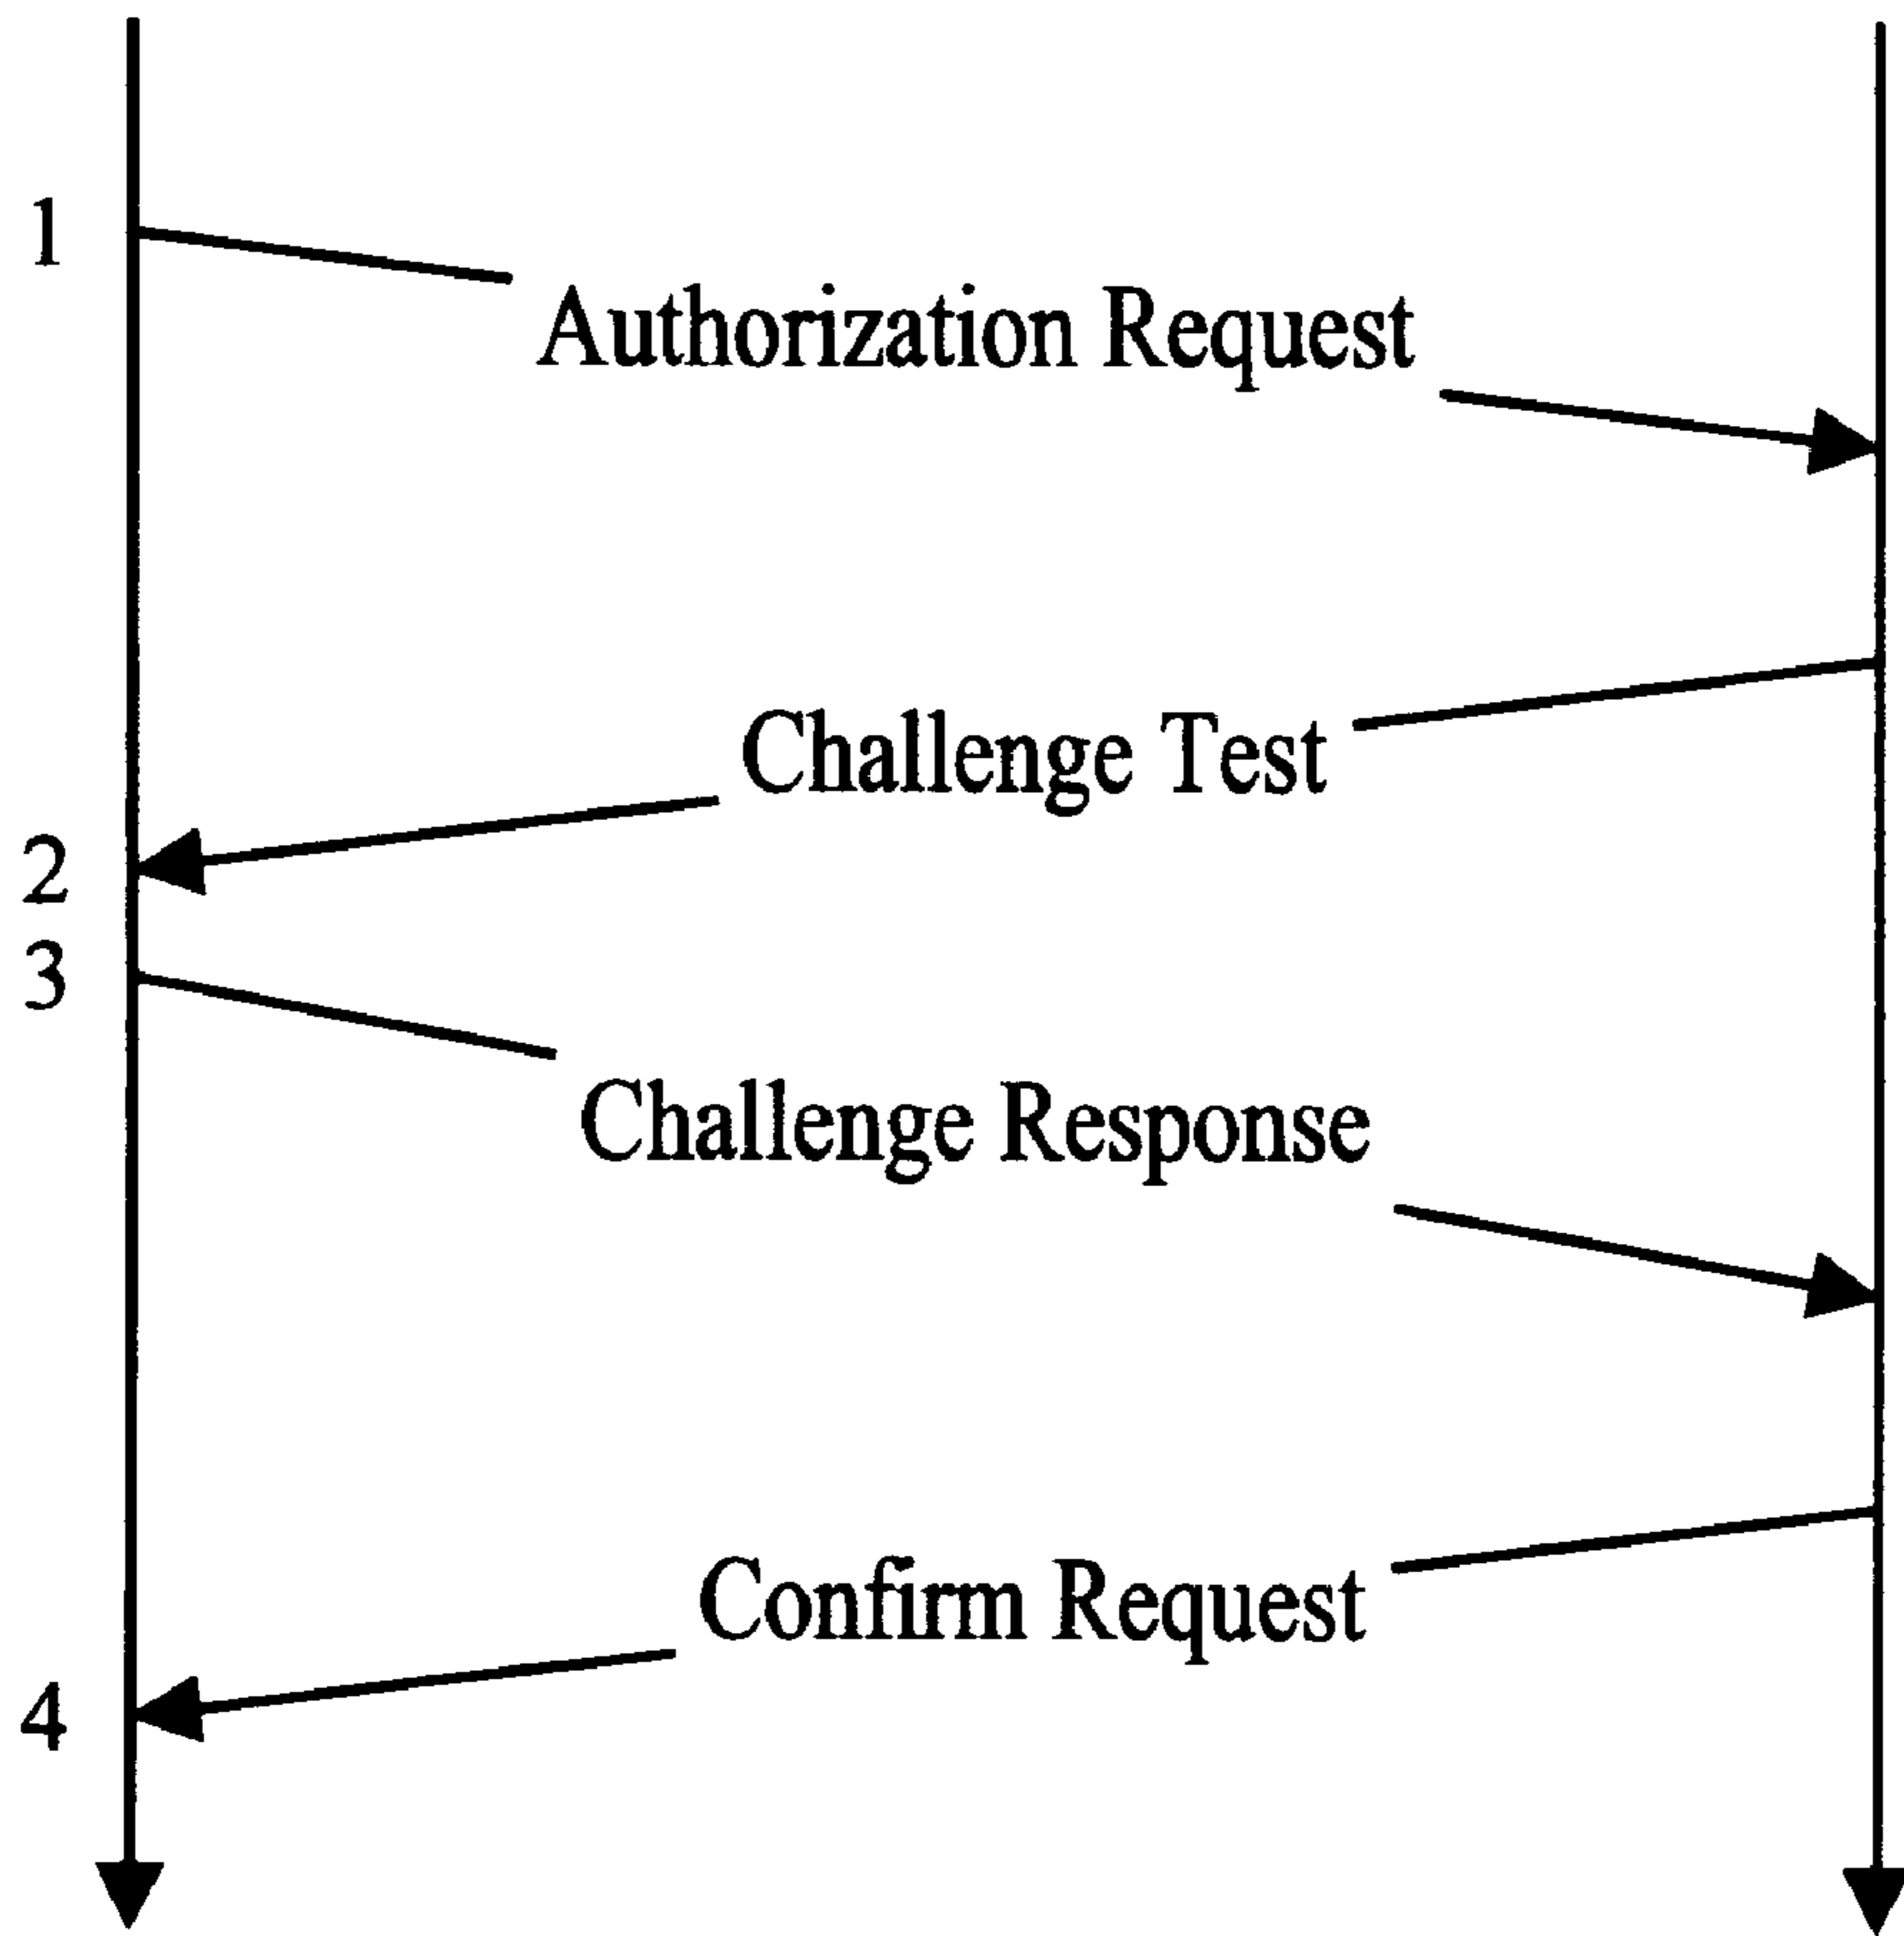 1
Authorization Request
Challenge Test
2
3
Challenge Response
Confirm Request
4